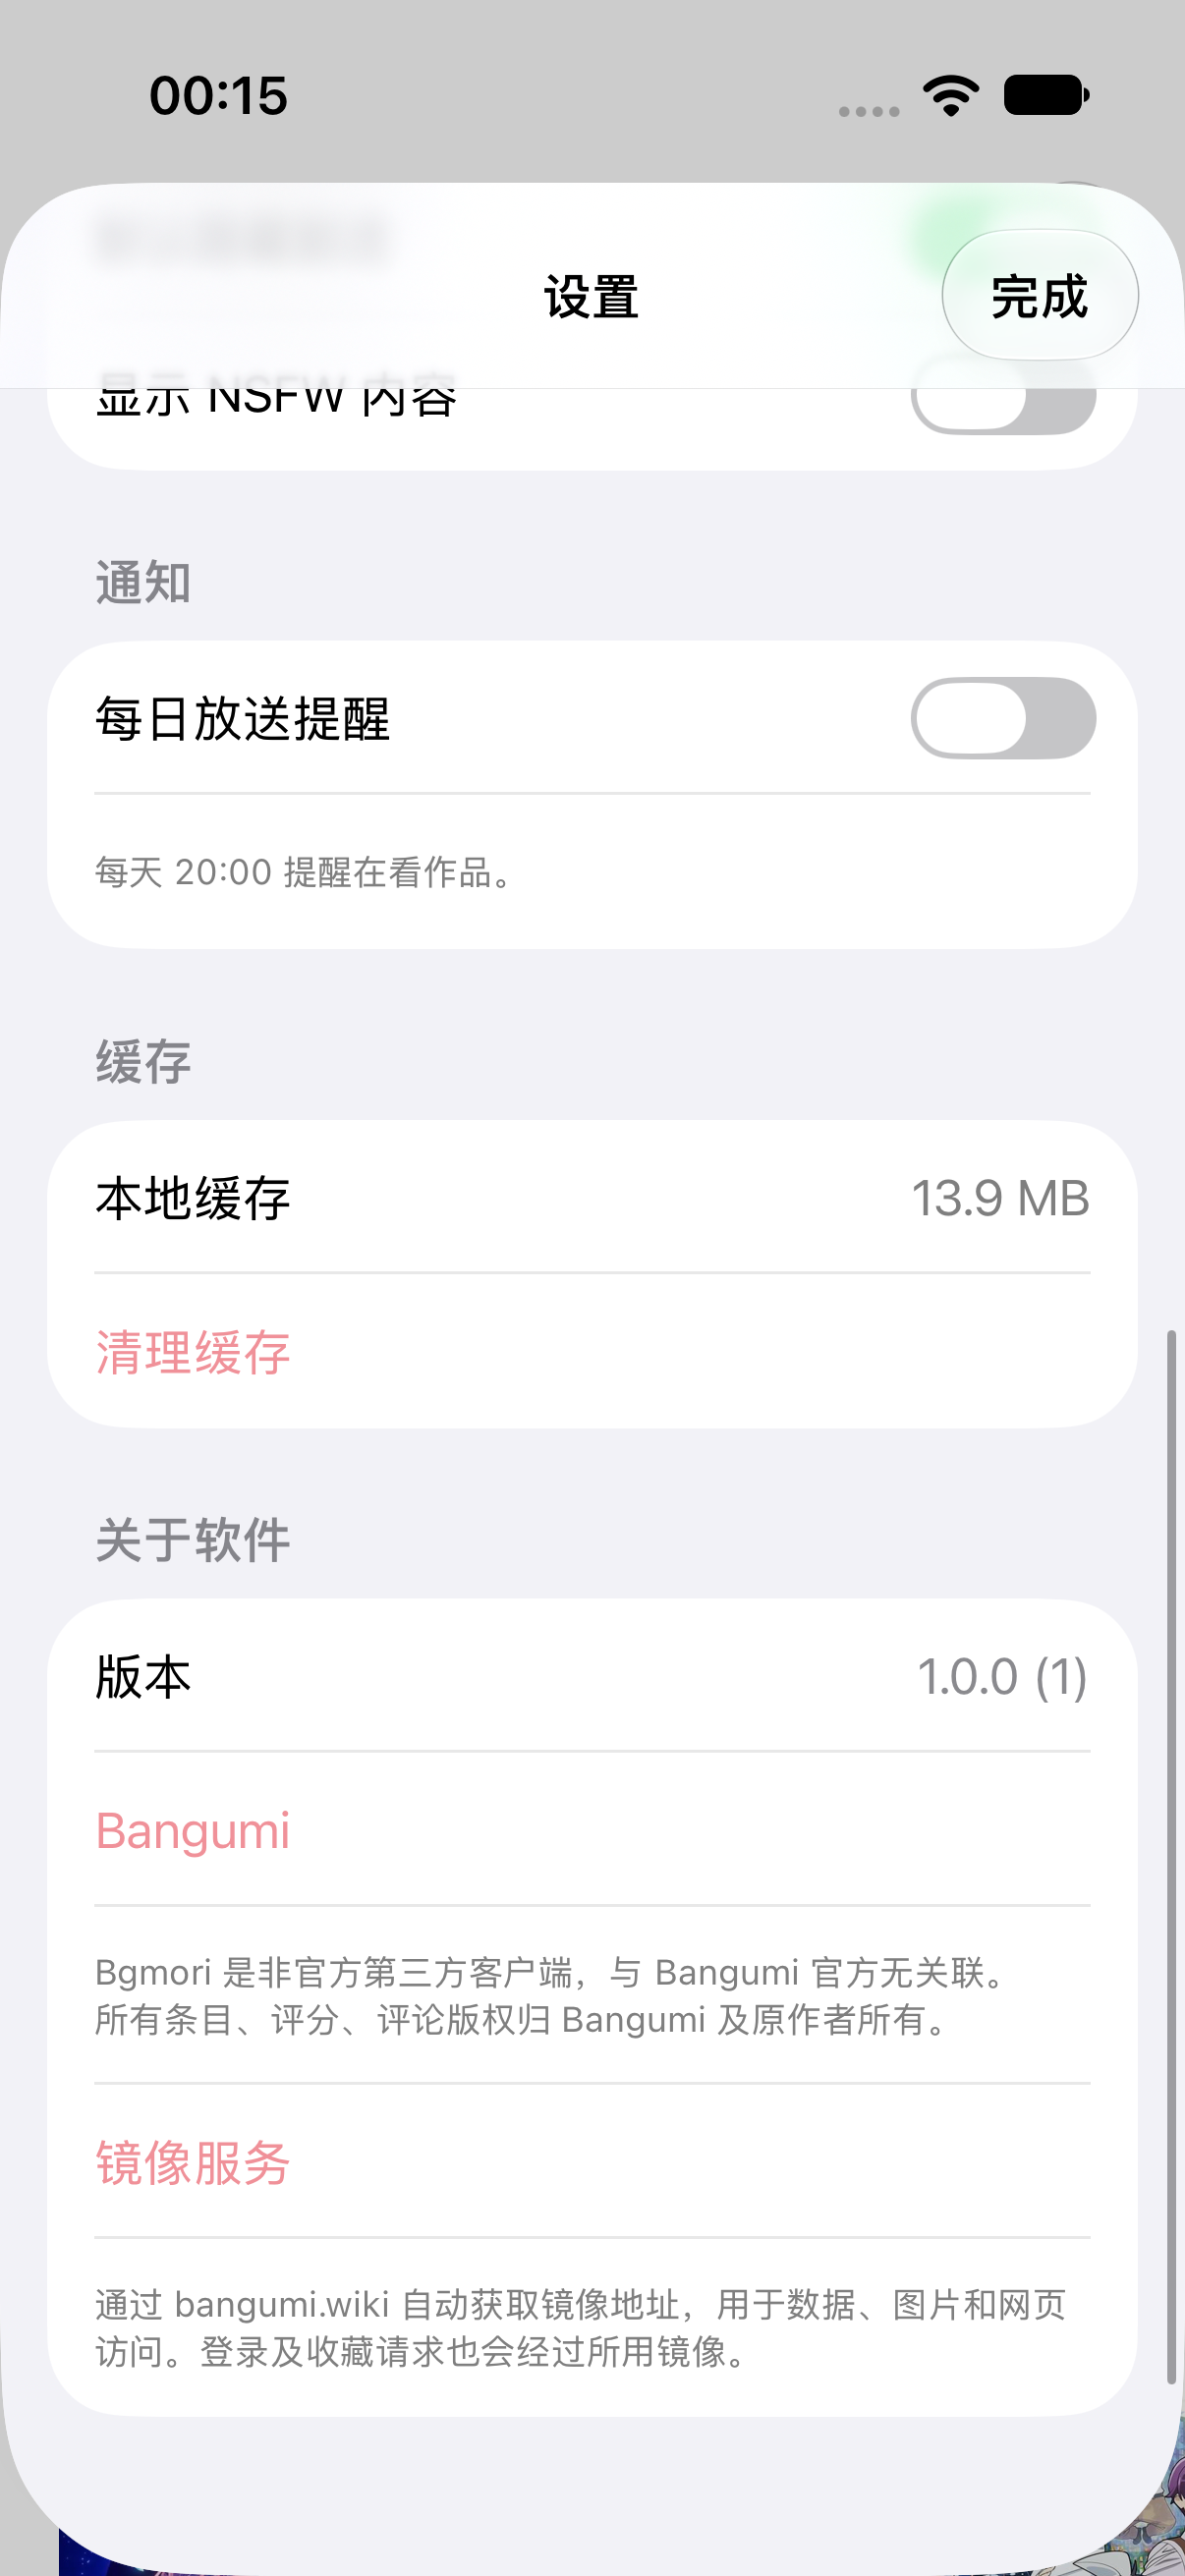 00:15
设置
完成
显示 NSFW 内容
通知
每日放送提醒
每天 20:00 提醒在看作品。
缓存
本地缓存
13.9 MB
清理缓存
关于软件
版本
1.0.0 (1)
Bangumi
Bgmori 是非官方第三方客户端，与 Bangumi 官方无关联。
所有条目、评分、评论版权归 Bangumi 及原作者所有。
镜像服务
通过 bangumi.wiki 自动获取镜像地址，用于数据、图片和网页
访问。登录及收藏请求也会经过所用镜像。